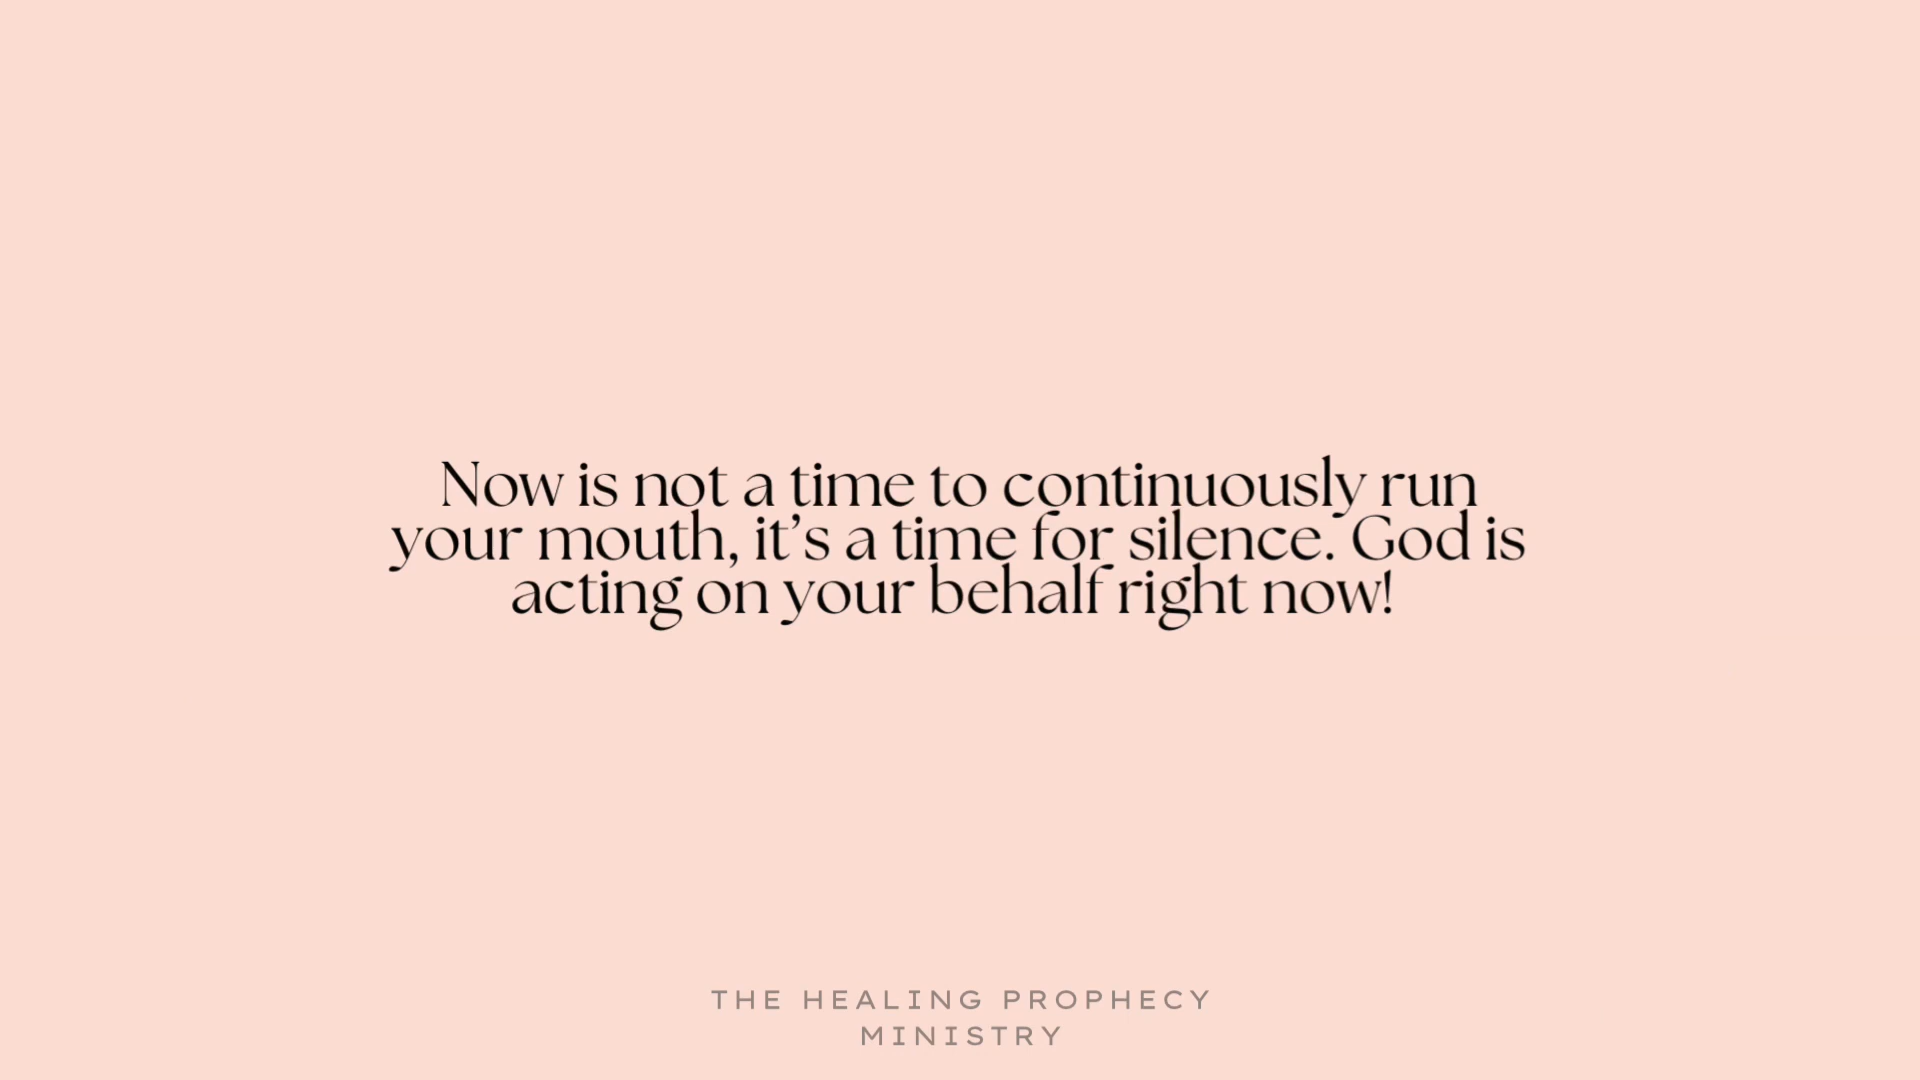 Now is not a time to continuously run
your mouth, it’s a time for silence. God is
acting on your behalf right now!
THE HEALING PROPHECY
MINISTRY